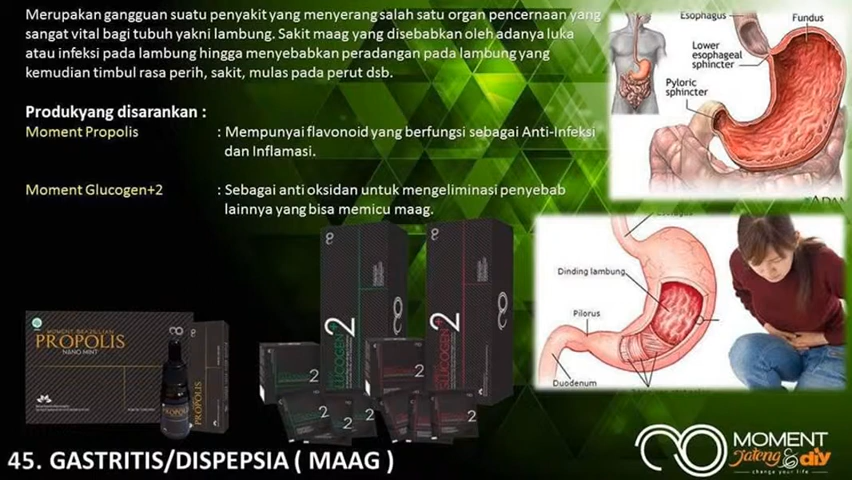 Merupakan gangguan suatu penyakit yang menyerang salah satu organ pencernaan yang
sangat vital bagi tubuh yakni lambung. Sakit maag yang disebabkan oleh adanya luka
atau infeksi pada lambung hingga menyebabkan peradangan pada lambung yang
kemudian timbul rasa perih, sakit, mulas pada perut dsb.
Produkyang disarankan :
Moment Propolis : Mempunyai flavonoid yang berfungsi sebagai Anti-Infeksi
dan Inflamasi.
Moment Glucogen+2 : Sebagai anti oksidan untuk mengeliminasi penyebab
lainnya yang bisa memicu maag.
Esophagus
Fundus
Lower
esophageal
sphincter
Pyloric
sphincter
ADAM
Dinding lambung
Pilorus
Duodenum
MOMENT BRAZILLIAN
PROPOLIS
NANO MINT
PROPOLIS
PROPOLIS
GLUCOGEN+2
GLUCOGEN+2
2
2
2
2
45. GASTRITIS/DISPEPSIA ( MAAG )
MOMENT
Jateng & diy
change your life